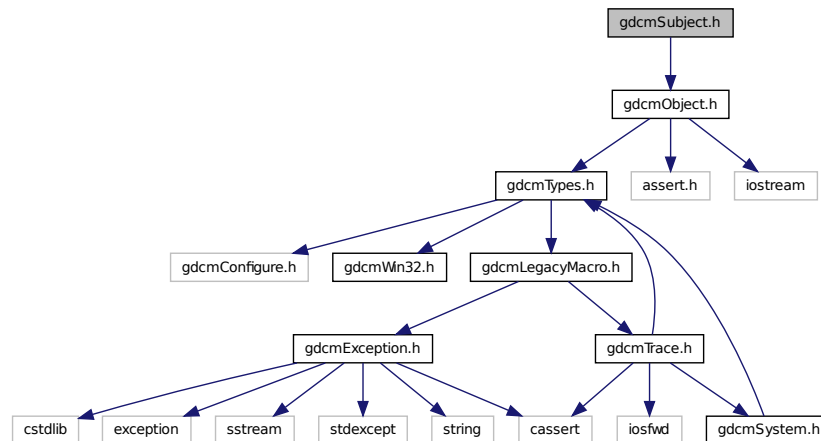 gdcmSubject.h
gdcmObject.h
gdcmTypes.h
assert.h
iostream
gdcmConfigure.h
gdcmWin32.h
gdcmLegacyMacro.h
gdcmException.h
gdcmTrace.h
cstdlib
exception
sstream
stdexcept
string
cassert
iosfwd
gdcmSystem.h